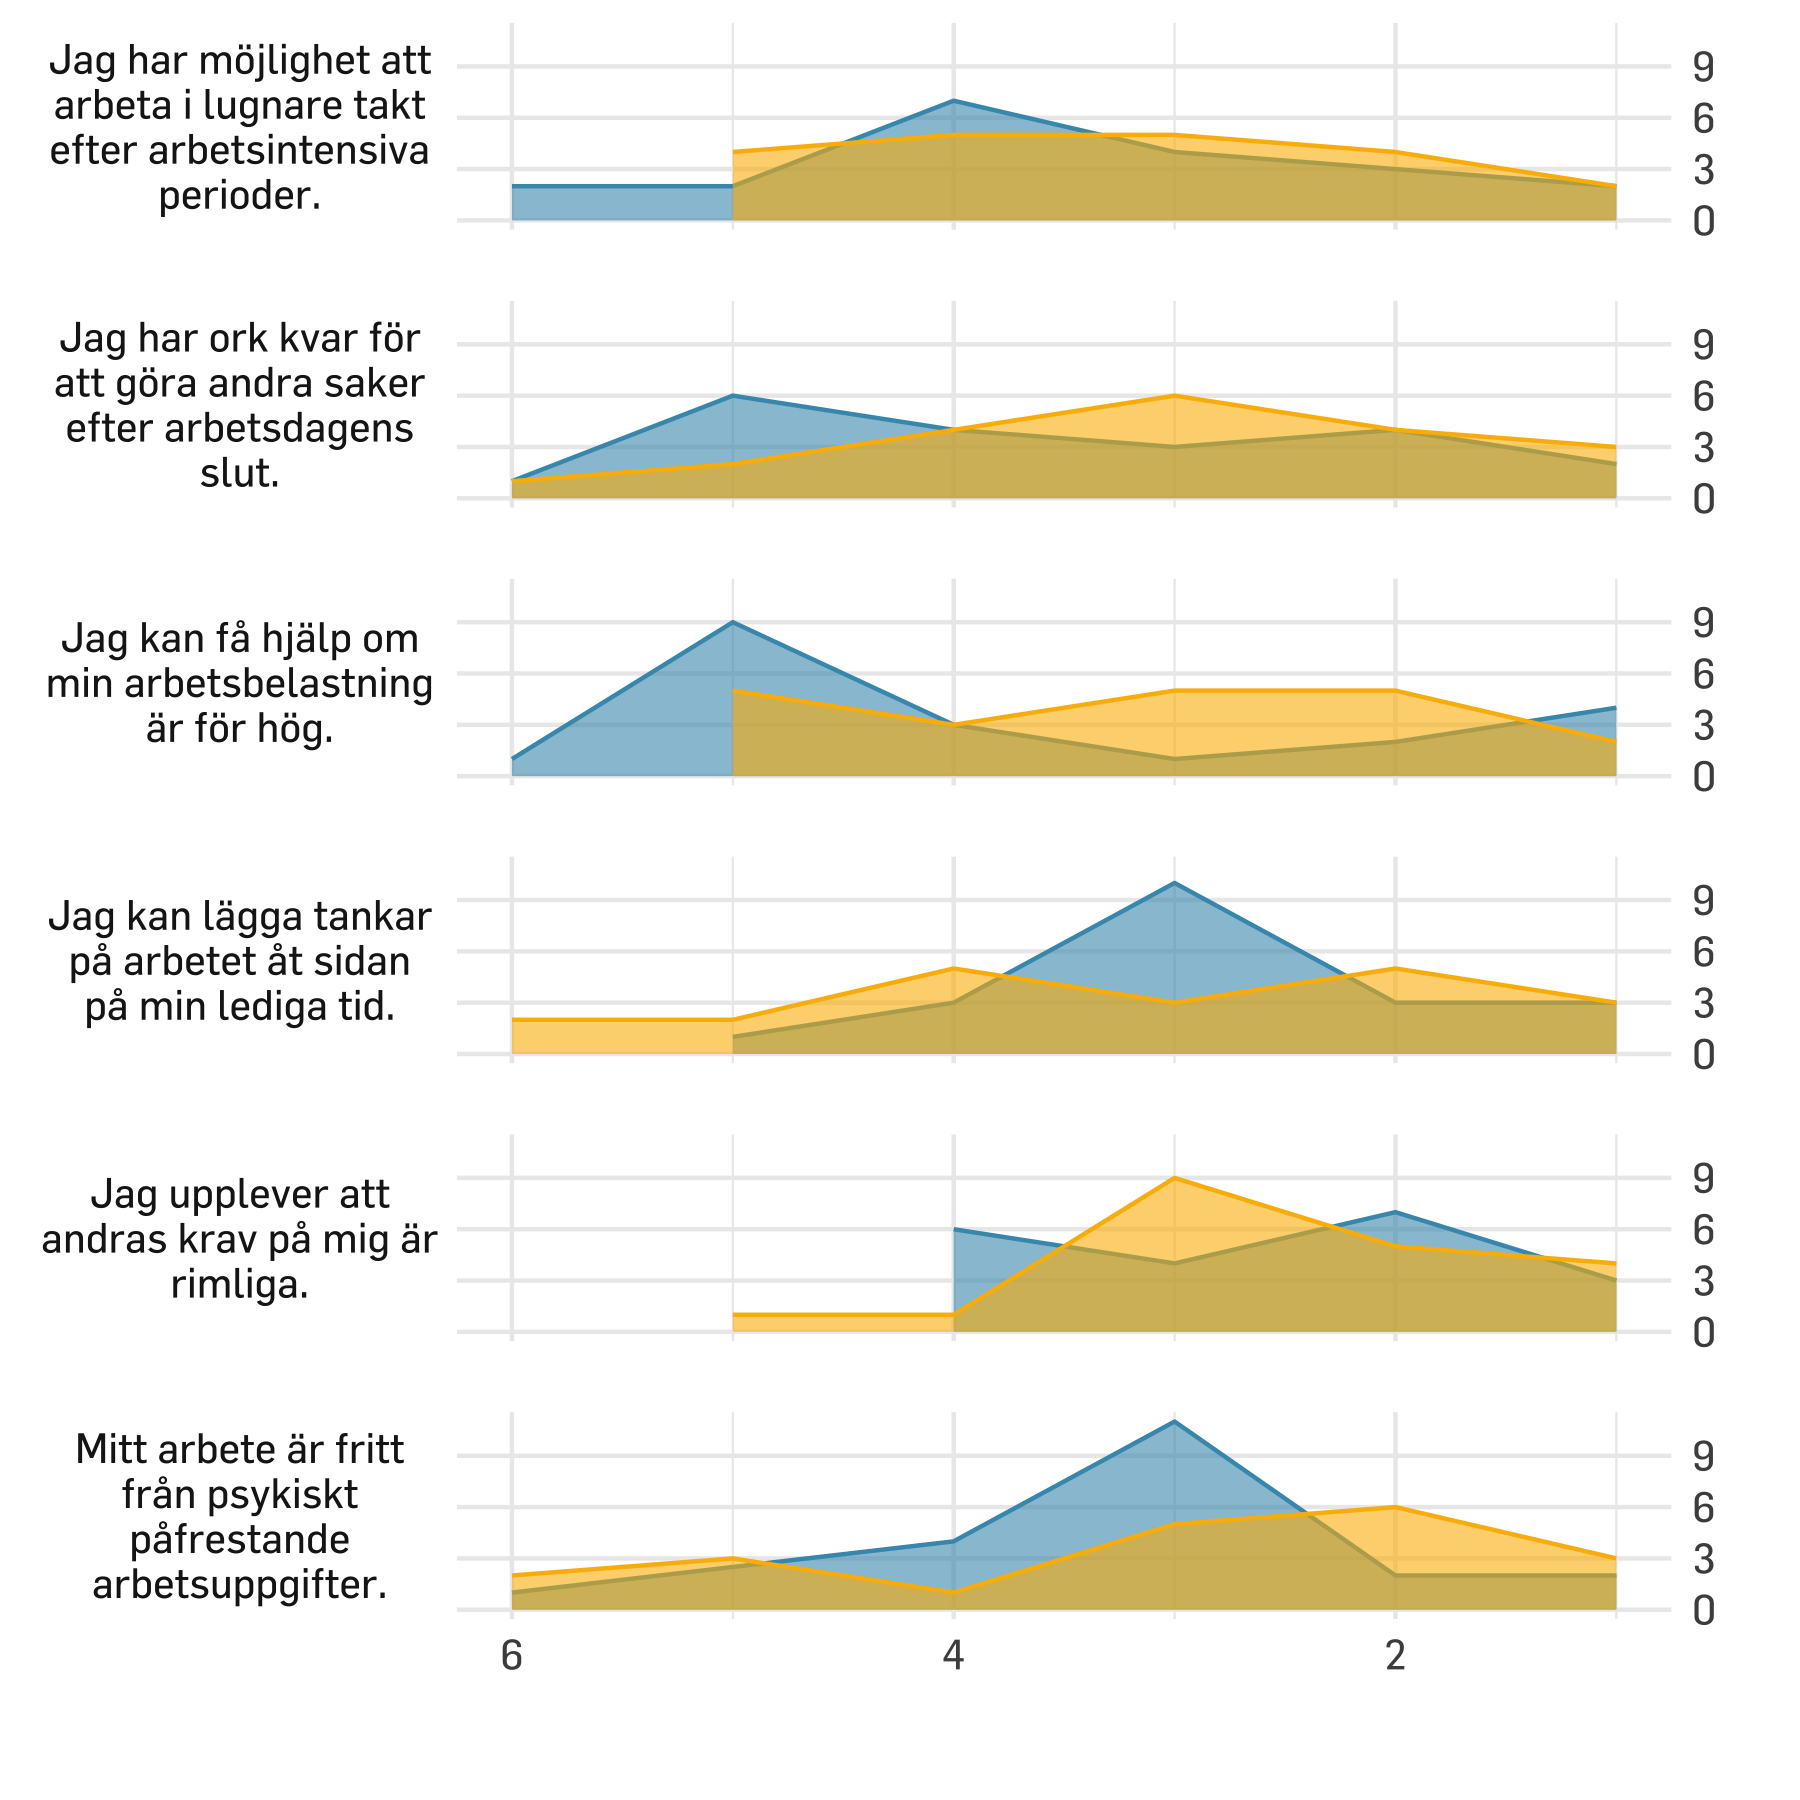 Jag har möjlighet att
arbeta i lugnare takt
efter arbetsintensiva
perioder.
9
6
3
0
Jag har ork kvar för
att göra andra saker
efter arbetsdagens
slut.
9
6
3
0
Jag kan få hjälp om
min arbetsbelastning
är för hög.
9
6
3
0
Jag kan lägga tankar
på arbetet åt sidan
på min lediga tid.
9
6
3
0
Jag upplever att
andras krav på mig är
rimliga.
9
6
3
0
Mitt arbete är fritt
från psykiskt
påfrestande
arbetsuppgifter.
9
6
3
0
6 4 2